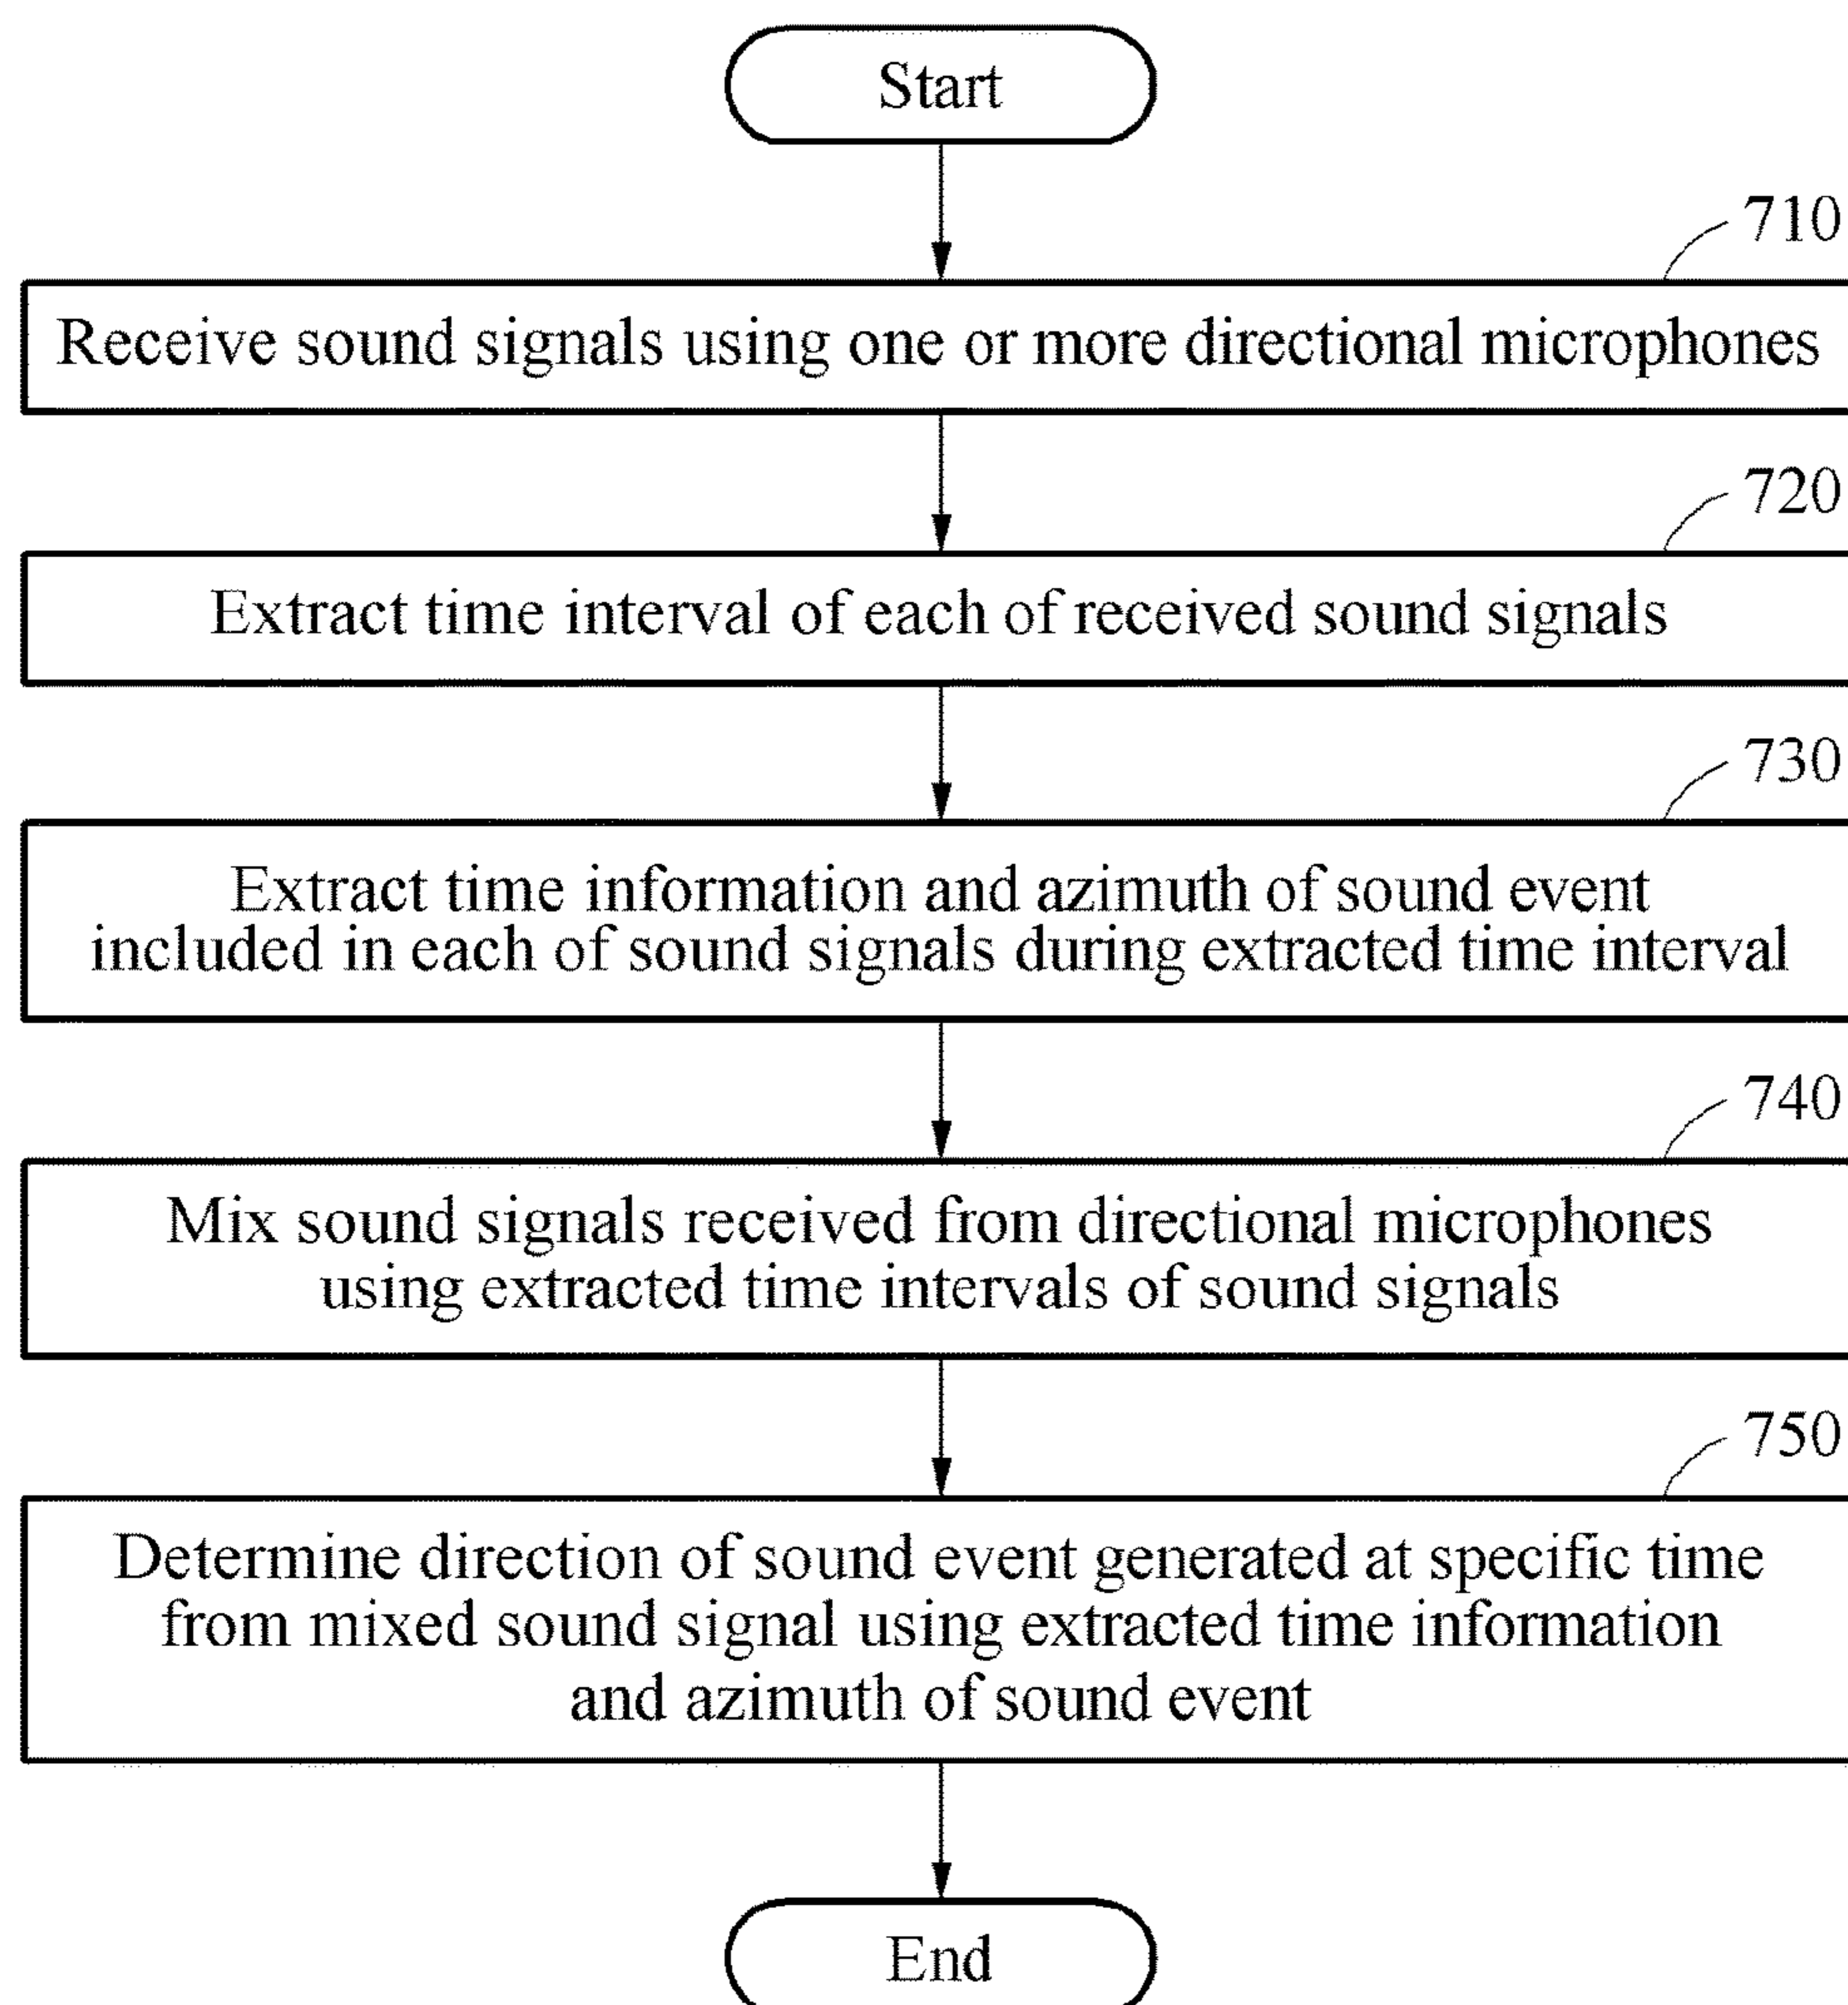 Start
710
Receive sound signals using one or more directional microphones
720
Extract time interval of each of received sound signals
730
Extract time information and azimuth of sound event
included in each of sound signals during extracted time interval
740
Mix sound signals received from directional microphones
using extracted time intervals of sound signals
750
Determine direction of sound event generated at specific time
from mixed sound signal using extracted time information
and azimuth of sound event
End